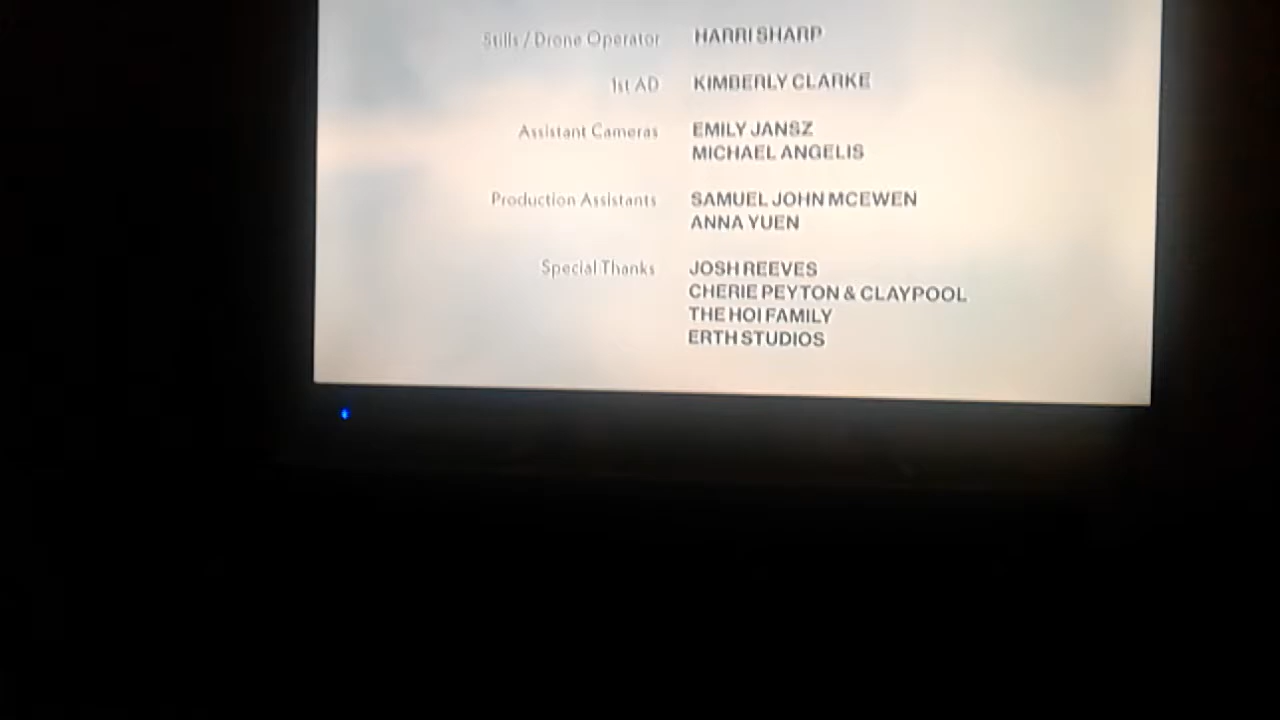 Stills / Drone Operator HARRI SHARP
1st AD KIMBERLY CLARKE
Assistant Cameras EMILY JANSZ
MICHAEL ANGELIS
Production Assistants SAMUEL JOHN MCEWEN
ANNA YUEN
Special Thanks JOSH REEVES
CHERIE PEYTON & CLAYPOOL
THE HOI FAMILY
ERTH STUDIOS